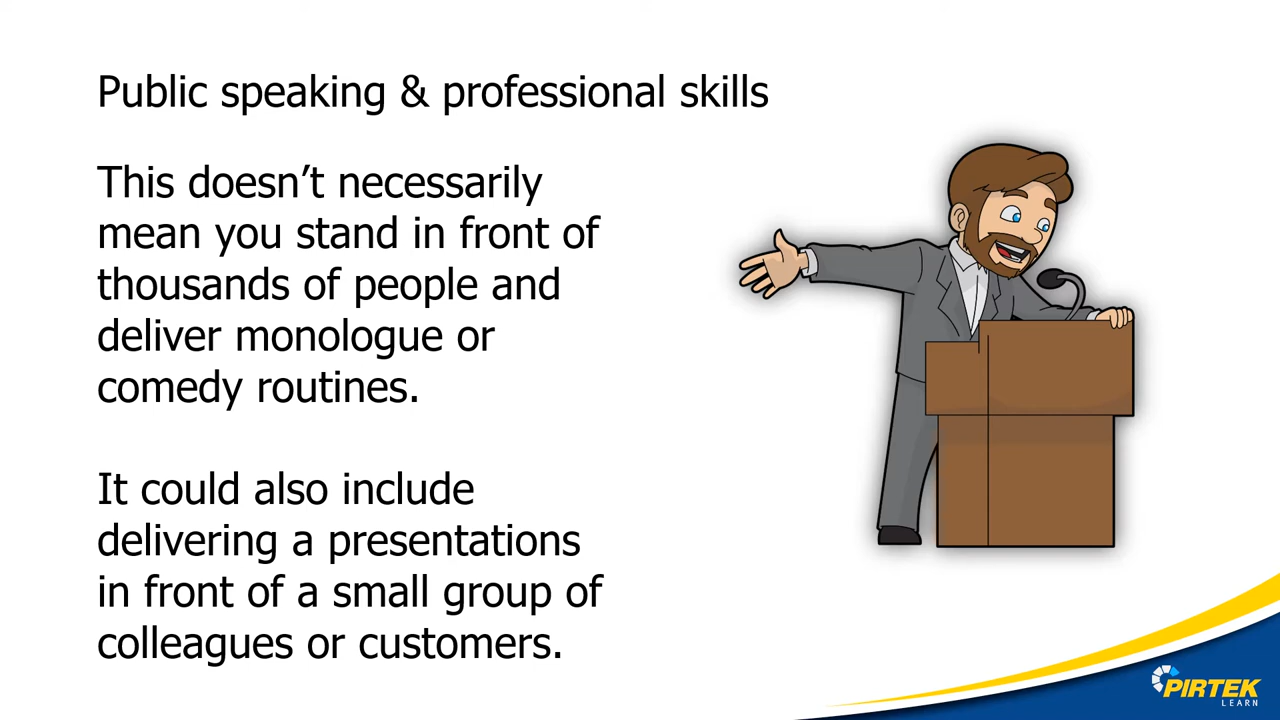 Public speaking & professional skills
This doesn’t necessarily
mean you stand in front of
thousands of people and
deliver monologue or
comedy routines.
It could also include
delivering a presentations
in front of a small group of
colleagues or customers.
PIRTEK
LEARN